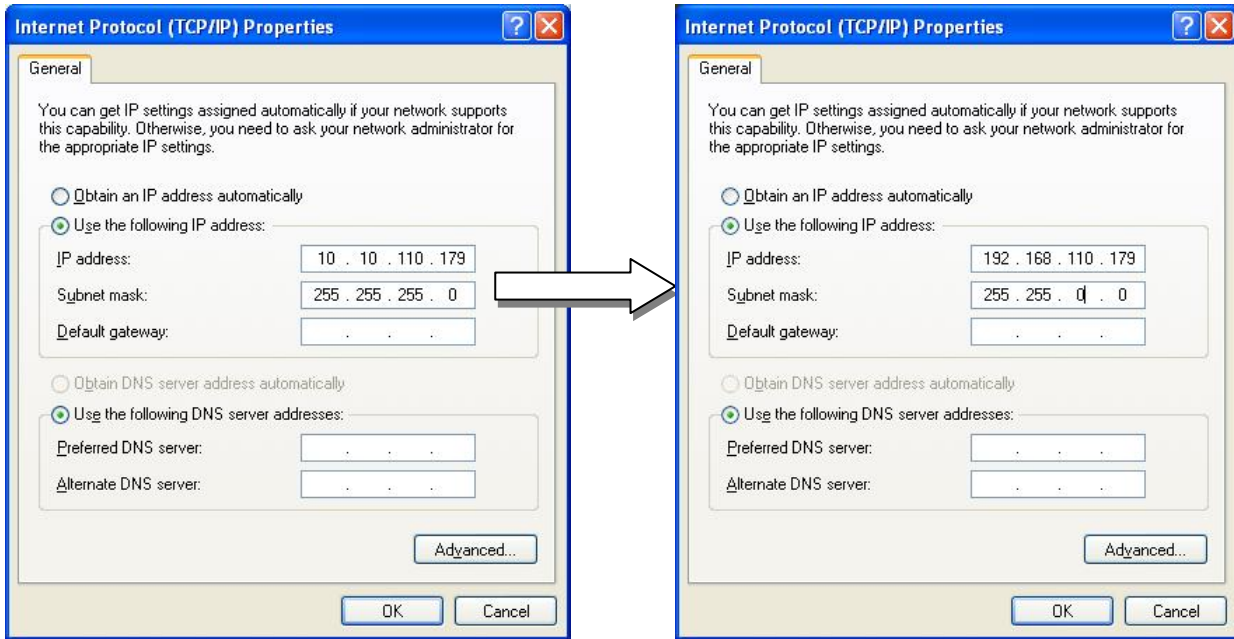 Internet Protocol (TCP/IP) Properties
General
You can get IP settings assigned automatically if your network supports
this capability. Otherwise, you need to ask your network administrator for
the appropriate IP settings.
Obtain an IP address automatically
Use the following IP address:
IP address: 10 . 10 . 110 . 179
Subnet mask: 255 . 255 . 255 . 0
Default gateway: . . .
Obtain DNS server address automatically
Use the following DNS server addresses:
Preferred DNS server: . . .
Alternate DNS server: . . .
Advanced...
OK Cancel
Internet Protocol (TCP/IP) Properties
General
You can get IP settings assigned automatically if your network supports
this capability. Otherwise, you need to ask your network administrator for
the appropriate IP settings.
Obtain an IP address automatically
Use the following IP address:
IP address: 192 . 168 . 110 . 179
Subnet mask: 255 . 255 . 0 . 0
Default gateway: . . .
Obtain DNS server address automatically
Use the following DNS server addresses:
Preferred DNS server: . . .
Alternate DNS server: . . .
Advanced...
OK Cancel